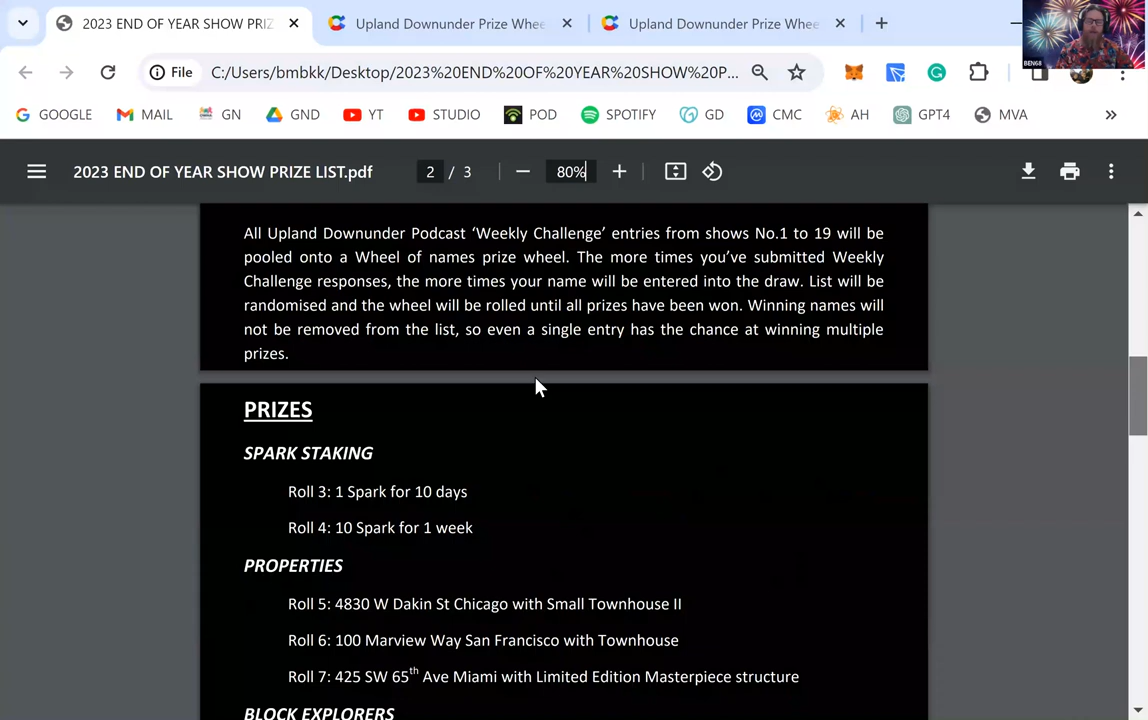 2023 END OF YEAR SHOW PRIZ
Upland Downunder Prize Whee
Upland Downunder Prize Whee
File
C:/Users/bmbkk/Desktop/2023%20END%20OF%20YEAR%20SHOW%20P...
BEN68
GOOGLE MAIL GN GND YT STUDIO POD SPOTIFY GD CMC AH GPT4 MVA
2023 END OF YEAR SHOW PRIZE LIST.pdf 2 / 3 80%
All Upland Downunder Podcast ‘Weekly Challenge’ entries from shows No.1 to 19 will be
pooled onto a Wheel of names prize wheel. The more times you’ve submitted Weekly
Challenge responses, the more times your name will be entered into the draw. List will be
randomised and the wheel will be rolled until all prizes have been won. Winning names will
not be removed from the list, so even a single entry has the chance at winning multiple
prizes.
PRIZES
SPARK STAKING
Roll 3: 1 Spark for 10 days
Roll 4: 10 Spark for 1 week
PROPERTIES
Roll 5: 4830 W Dakin St Chicago with Small Townhouse II
Roll 6: 100 Marview Way San Francisco with Townhouse
Roll 7: 425 SW 65th Ave Miami with Limited Edition Masterpiece structure
BLOCK EXPLORERS